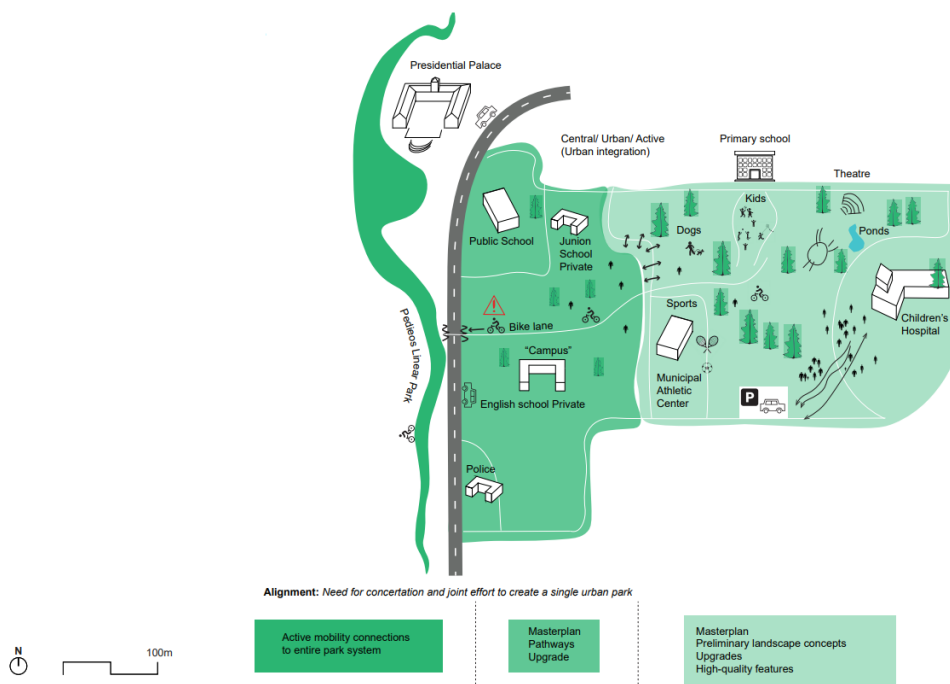 Presidential Palace
Central/ Urban/ Active
(Urban integration)
Primary school
Theatre
Kids
Public School
Junion
School
Private
Dogs
Ponds
Sports
Children's
Hospital
Bike lane
Pedieos Linear Park
"Campus"
English school Private
Municipal
Athletic
Center
P
Police
Alignment: Need for concertation and joint effort to create a single urban park
Active mobility connections
to entire park system
Masterplan
Pathways
Upgrade
Masterplan
Preliminary landscape concepts
Upgrades
High-quality features
N
100m